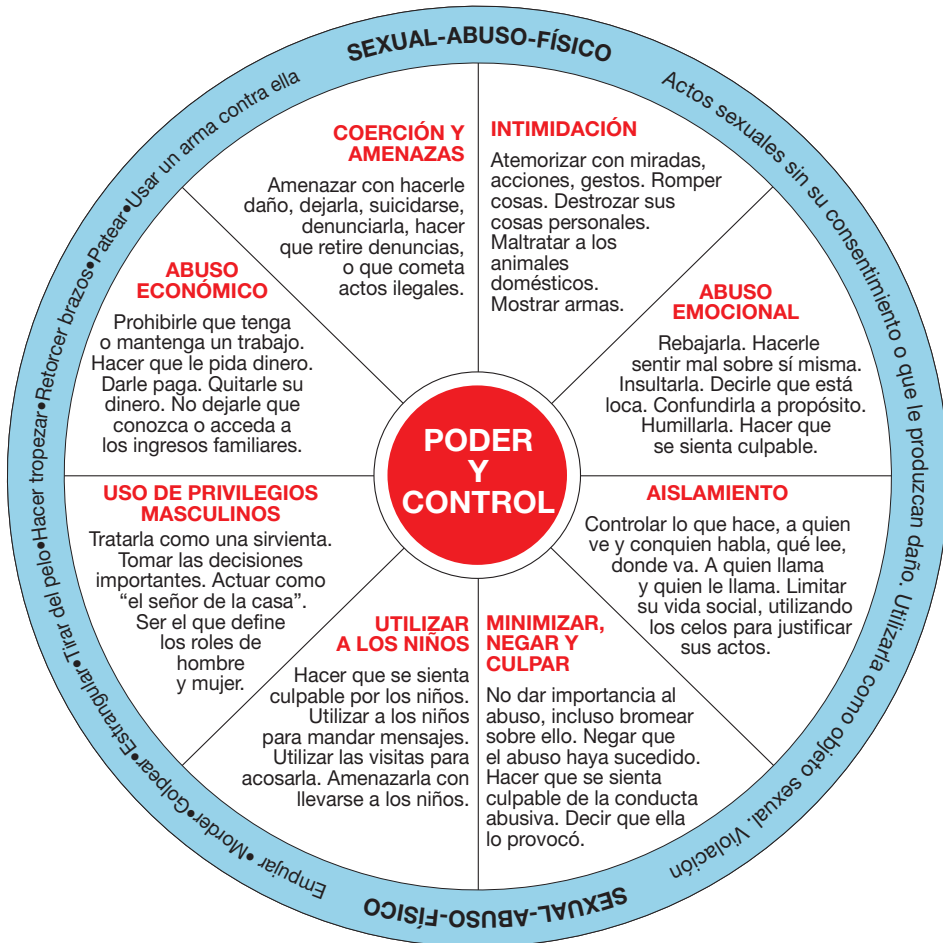 SEXUAL-ABUSO-FÍSICO
Actos sexuales sin su consentimiento o que le produzcan daño. Utilizarla como objeto sexual. Violación
SEXUAL-ABUSO-FÍSICO
Empujar • Morder•Golpear•Estrangular•Tirar del pelo•Hacer tropezar•Retorcer brazos•Patear•Usar un arma contra ella
COERCIÓN Y
AMENAZAS
Amenazar con hacerle
daño, dejarla, suicidarse,
denunciarla, hacer
que retire denuncias,
o que cometa
actos ilegales.
INTIMIDACIÓN
Atemorizar con miradas,
acciones, gestos. Romper
cosas. Destrozar sus
cosas personales.
Maltratar a los
animales
domésticos.
Mostrar armas.
ABUSO
EMOCIONAL
Rebajarla. Hacerle
sentir mal sobre sí misma.
Insultarla. Decirle que está
loca. Confundirla a propósito.
Humillarla. Hacer que
se sienta culpable.
AISLAMIENTO
Controlar lo que hace, a quien
ve y conquien habla, qué lee,
donde va. A quien llama
y quien le llama. Limitar
su vida social, utilizando
los celos para justificar
sus actos.
MINIMIZAR,
NEGAR Y
CULPAR
No dar importancia al
abuso, incluso bromear
sobre ello. Negar que
el abuso haya sucedido.
Hacer que se sienta
culpable de la conducta
abusiva. Decir que ella
lo provocó.
UTILIZAR
A LOS NIÑOS
Hacer que se sienta
culpable por los niños.
Utilizar a los niños
para mandar mensajes.
Utilizar las visitas para
acosarla. Amenazarla con
llevarse a los niños.
USO DE PRIVILEGIOS
MASCULINOS
Tratarla como una sirvienta.
Tomar las decisiones
importantes. Actuar como
“el señor de la casa”.
Ser el que define
los roles de
hombre
y mujer.
ABUSO
ECONÓMICO
Prohibirle que tenga
o mantenga un trabajo.
Hacer que le pida dinero.
Darle paga. Quitarle su
dinero. No dejarle que
conozca o acceda a
los ingresos familiares.
PODER
Y
CONTROL